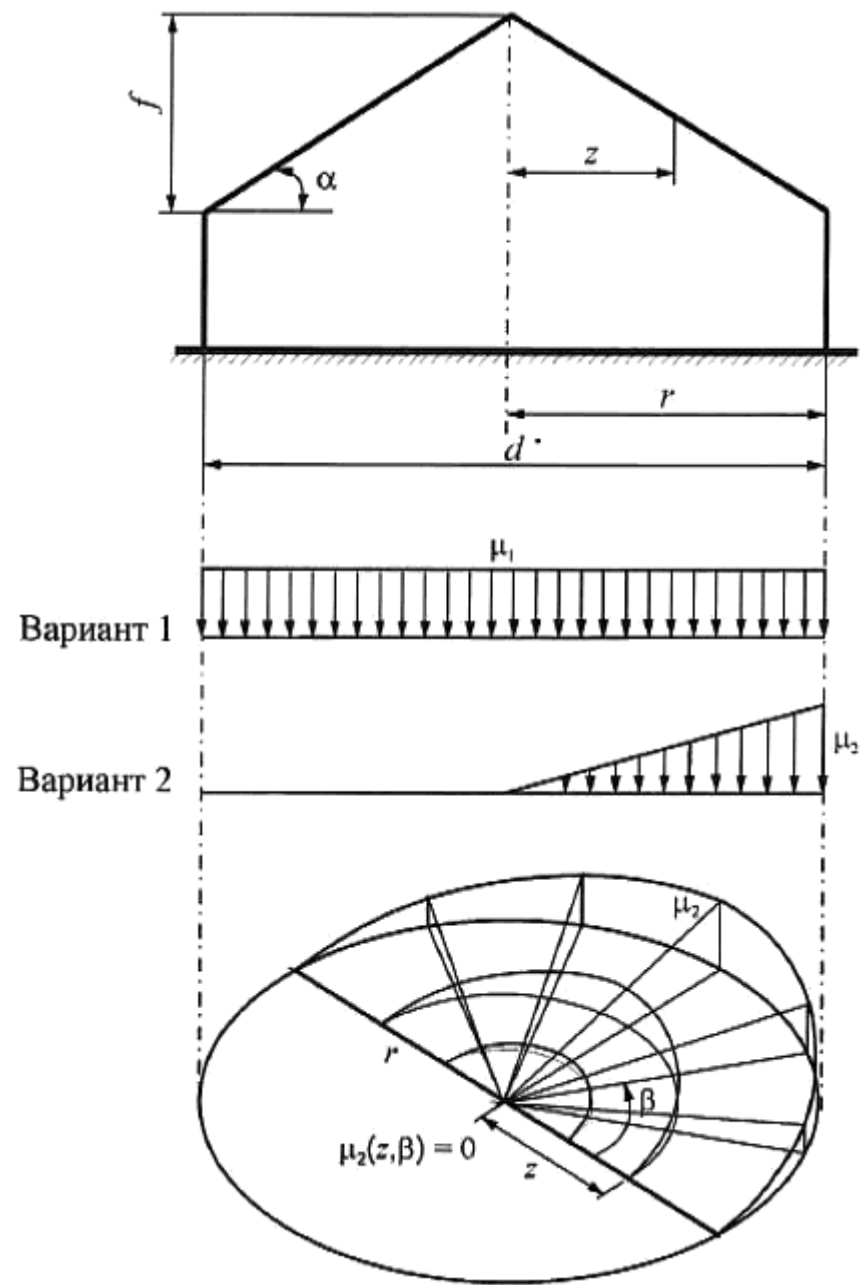 f
α
z
r
d
μ₁
Вариант 1
μ₂
Вариант 2
μ₂
r
β
μ₂(z,β) = 0
z